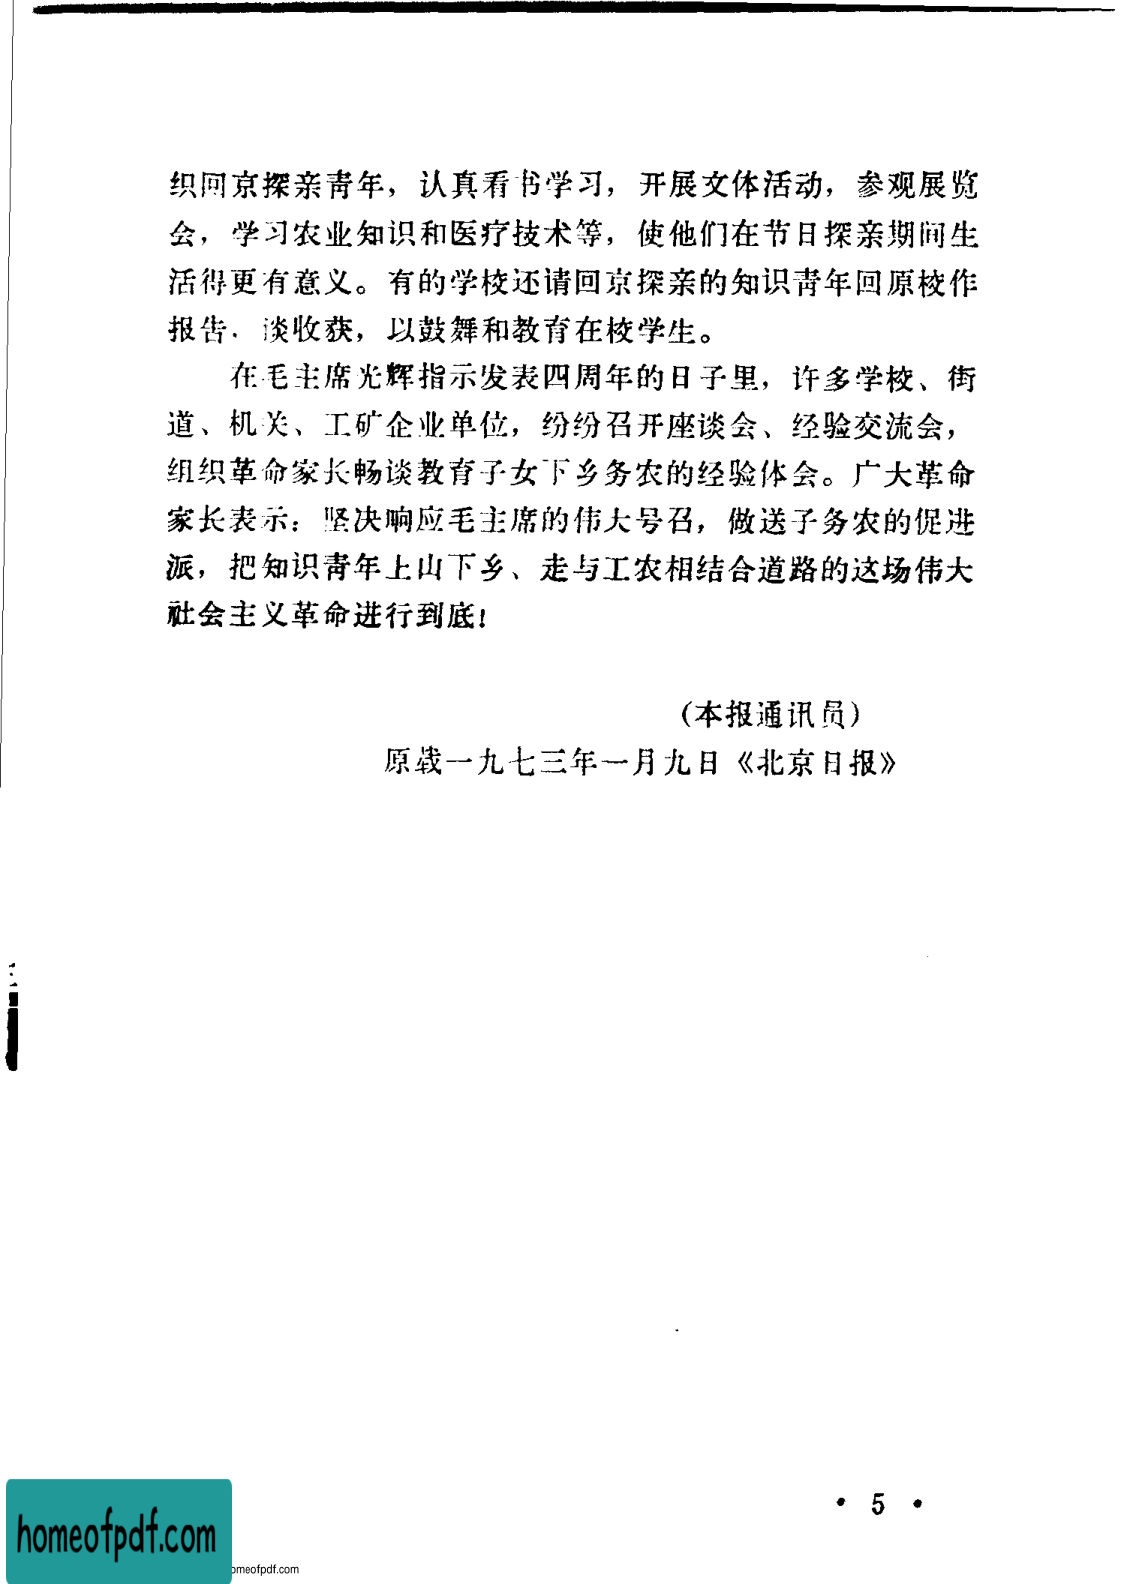 织回京探亲青年，认真看书学习，开展文体活动，参观展览
会，学习农业知识和医疗技术等，使他们在节日探亲期间生
活得更有意义。有的学校还请回京探亲的知识青年回原校作
报告．谈收获，以鼓舞和教育在校学生。
在毛主席光辉指示发表四周年的日子里，许多学校、街
道、机关、工矿企业单位，纷纷召开座谈会、经验交流会，
组织革命家长畅谈教育子女下乡务农的经验体会。广大革命
家长表示：坚决响应毛主席的伟大号召，做送子务农的促进
派，把知识青年上山下乡、走与工农相结合道路的这场伟大
社会主义革命进行到底！
（本报通讯员）
原载一九七三年一月九日《北京日报》
· 5 ·
homeofpdf.com
omeofpdf.com